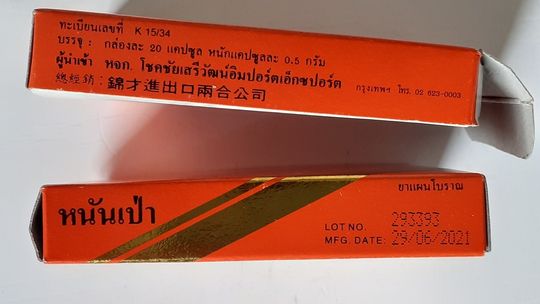 ทะเบียนเลขที่ K 15/34
บรรจุ : กล่องละ 20 แคปซูล หนักแคปซูลละ 0.5 กรัม
ผู้นำเข้า หจก. โชคชัยเสรีวัฒน์อิมปอร์ตเอ็กซปอร์ต
總經銷: 錦才進出口兩合公司 กรุงเทพฯ โทร. 02 623-0003
หนันเป่า
ยาแผนโบราณ
LOT NO. 293393
MFG. DATE: 29/06/2021